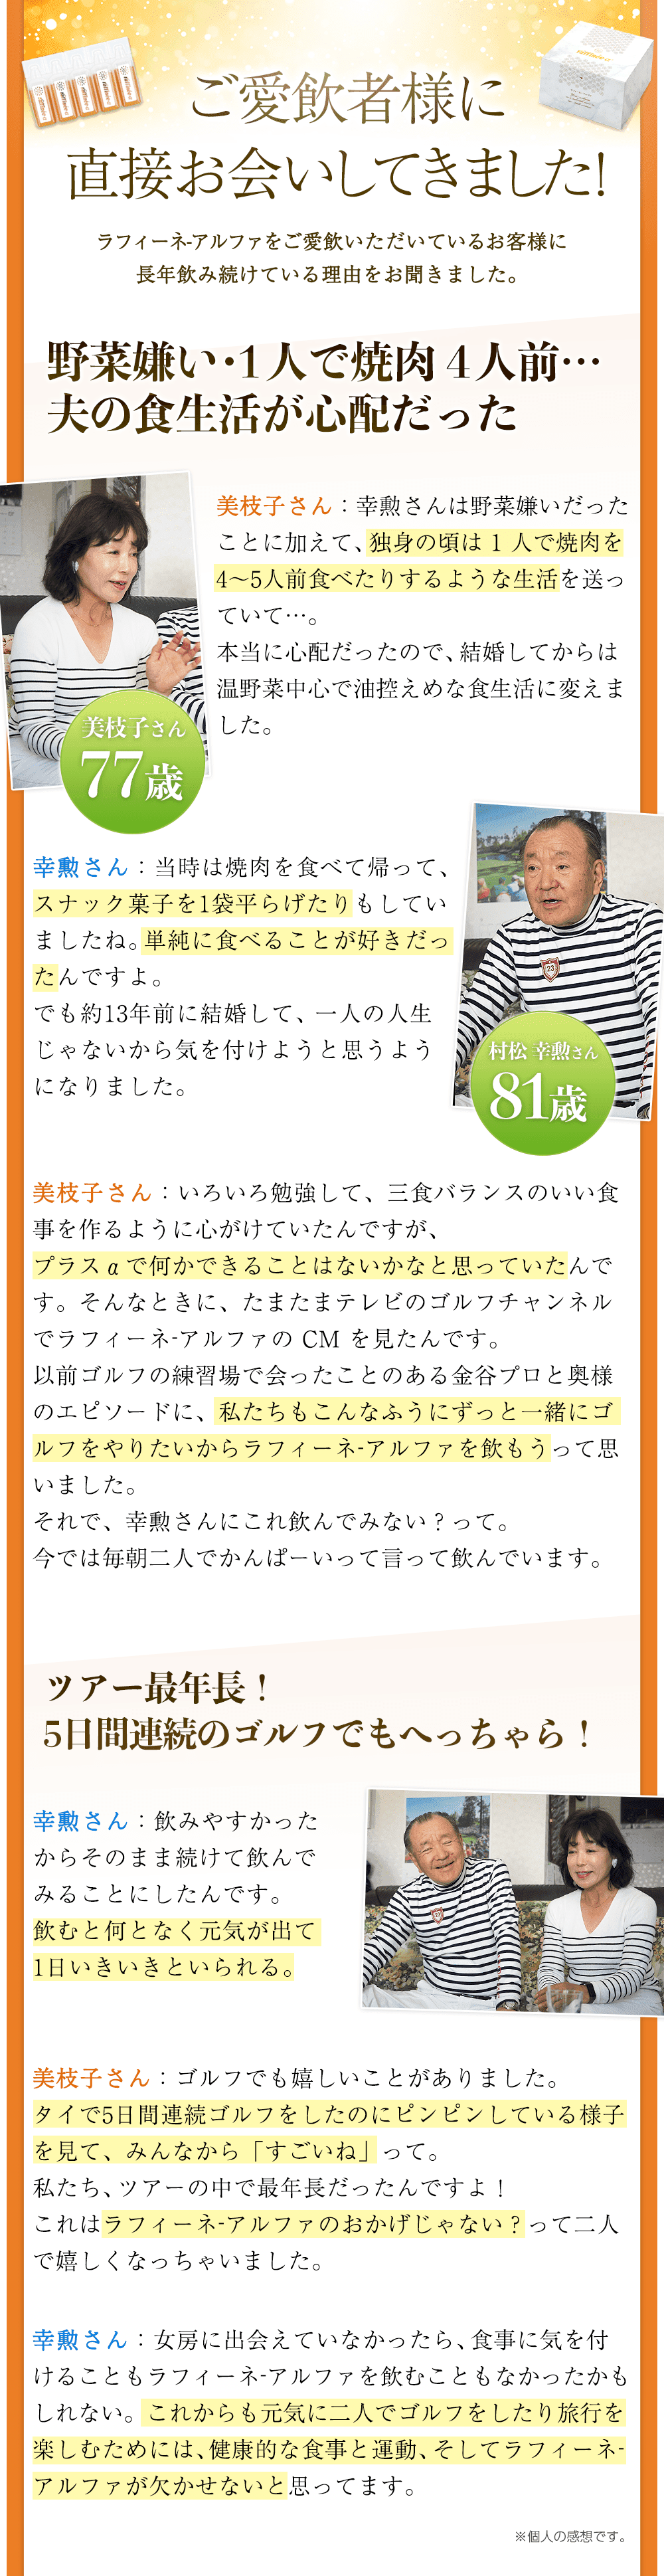 ご愛飲者様に
直接お会いしてきました!
ラフィーネ-アルファをご愛飲いただいているお客様に
長年飲み続けている理由をお聞きました。
野菜嫌い・1人で焼肉4人前…
夫の食生活が心配だった
美枝子さん：幸勲さんは野菜嫌いだった
ことに加えて、独身の頃は 1 人で焼肉を
4〜5人前食べたりするような生活を送っ
ていて…。
本当に心配だったので、結婚してからは
温野菜中心で油控えめな食生活に変えま
した。
美枝子さん
77歳
幸勲さん：当時は焼肉を食べて帰って、
スナック菓子を1袋平らげたりもしてい
ましたね。単純に食べることが好きだっ
たんですよ。
でも約13年前に結婚して、一人の人生
じゃないから気を付けようと思うよう
になりました。
23
村松 幸勲さん
81歳
美枝子さん：いろいろ勉強して、三食バランスのいい食
事を作るように心がけていたんですが、
プラスαで何かできることはないかなと思っていたんで
す。そんなときに、たまたまテレビのゴルフチャンネル
でラフィーネ-アルファの CM を見たんです。
以前ゴルフの練習場で会ったことのある金谷プロと奥様
のエピソードに、私たちもこんなふうにずっと一緒にゴ
ルフをやりたいからラフィーネ-アルファを飲もうって思
いました。
それで、幸勲さんにこれ飲んでみない？って。
今では毎朝二人でかんぱーいって言って飲んでいます。
ツアー最年長！
5日間連続のゴルフでもへっちゃら！
幸勲さん：飲みやすかった
からそのまま続けて飲んで
みることにしたんです。
飲むと何となく元気が出て
1日いきいきといられる。
美枝子さん：ゴルフでも嬉しいことがありました。
タイで5日間連続ゴルフをしたのにピンピンしている様子
を見て、みんなから「すごいね」って。
私たち、ツアーの中で最年長だったんですよ！
これはラフィーネ-アルファのおかげじゃない？って二人
で嬉しくなっちゃいました。
幸勲さん：女房に出会えていなかったら、食事に気を付
けることもラフィーネ-アルファを飲むこともなかったかも
しれない。これからも元気に二人でゴルフをしたり旅行を
楽しむためには、健康的な食事と運動、そしてラフィーネ-
アルファが欠かせないと思ってます。
※個人の感想です。